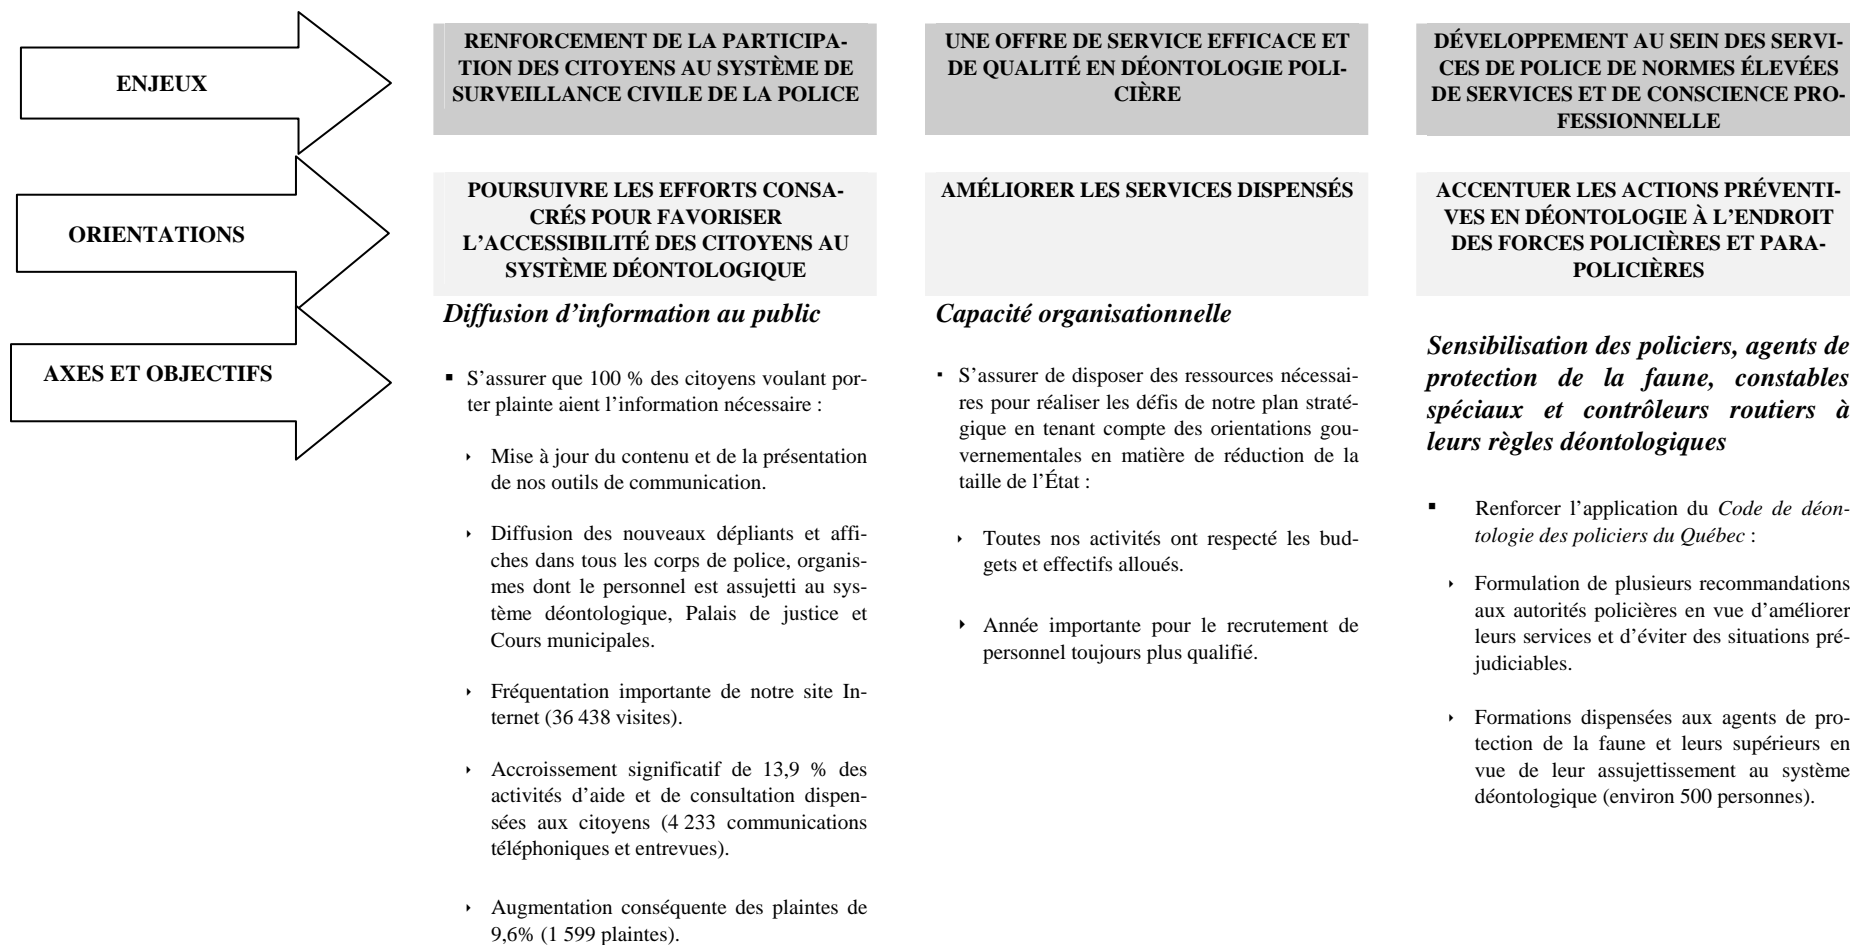 ENJEUX
RENFORCEMENT DE LA PARTICIPA-
TION DES CITOYENS AU SYSTÈME DE
SURVEILLANCE CIVILE DE LA POLICE
UNE OFFRE DE SERVICE EFFICACE ET
DE QUALITÉ EN DÉONTOLOGIE POLI-
CIÈRE
DÉVELOPPEMENT AU SEIN DES SERVI-
CES DE POLICE DE NORMES ÉLEVÉES
DE SERVICES ET DE CONSCIENCE PRO-
FESSIONNELLE
ORIENTATIONS
POURSUIVRE LES EFFORTS CONSA-
CRÉS POUR FAVORISER
L’ACCESSIBILITÉ DES CITOYENS AU
SYSTÈME DÉONTOLOGIQUE
AMÉLIORER LES SERVICES DISPENSÉS
ACCENTUER LES ACTIONS PRÉVENTI-
VES EN DÉONTOLOGIE À L’ENDROIT
DES FORCES POLICIÈRES ET PARA-
POLICIÈRES
AXES ET OBJECTIFS
Diffusion d’information au public
▪ S’assurer que 100 % des citoyens voulant por-
ter plainte aient l’information nécessaire :
‣ Mise à jour du contenu et de la présentation
de nos outils de communication.
‣ Diffusion des nouveaux dépliants et affi-
ches dans tous les corps de police, organis-
mes dont le personnel est assujetti au sys-
tème déontologique, Palais de justice et
Cours municipales.
‣ Fréquentation importante de notre site In-
ternet (36 438 visites).
‣ Accroissement significatif de 13,9 % des
activités d’aide et de consultation dispen-
sées aux citoyens (4 233 communications
téléphoniques et entrevues).
‣ Augmentation conséquente des plaintes de
9,6% (1 599 plaintes).
Capacité organisationnelle
▪ S’assurer de disposer des ressources nécessai-
res pour réaliser les défis de notre plan straté-
gique en tenant compte des orientations gou-
vernementales en matière de réduction de la
taille de l’État :
‣ Toutes nos activités ont respecté les bud-
gets et effectifs alloués.
‣ Année importante pour le recrutement de
personnel toujours plus qualifié.
Sensibilisation des policiers, agents de
protection de la faune, constables
spéciaux et contrôleurs routiers à
leurs règles déontologiques
▪ Renforcer l’application du Code de déon-
tologie des policiers du Québec :
‣ Formulation de plusieurs recommandations
aux autorités policières en vue d’améliorer
leurs services et d’éviter des situations pré-
judiciables.
‣ Formations dispensées aux agents de pro-
tection de la faune et leurs supérieurs en
vue de leur assujettissement au système
déontologique (environ 500 personnes).